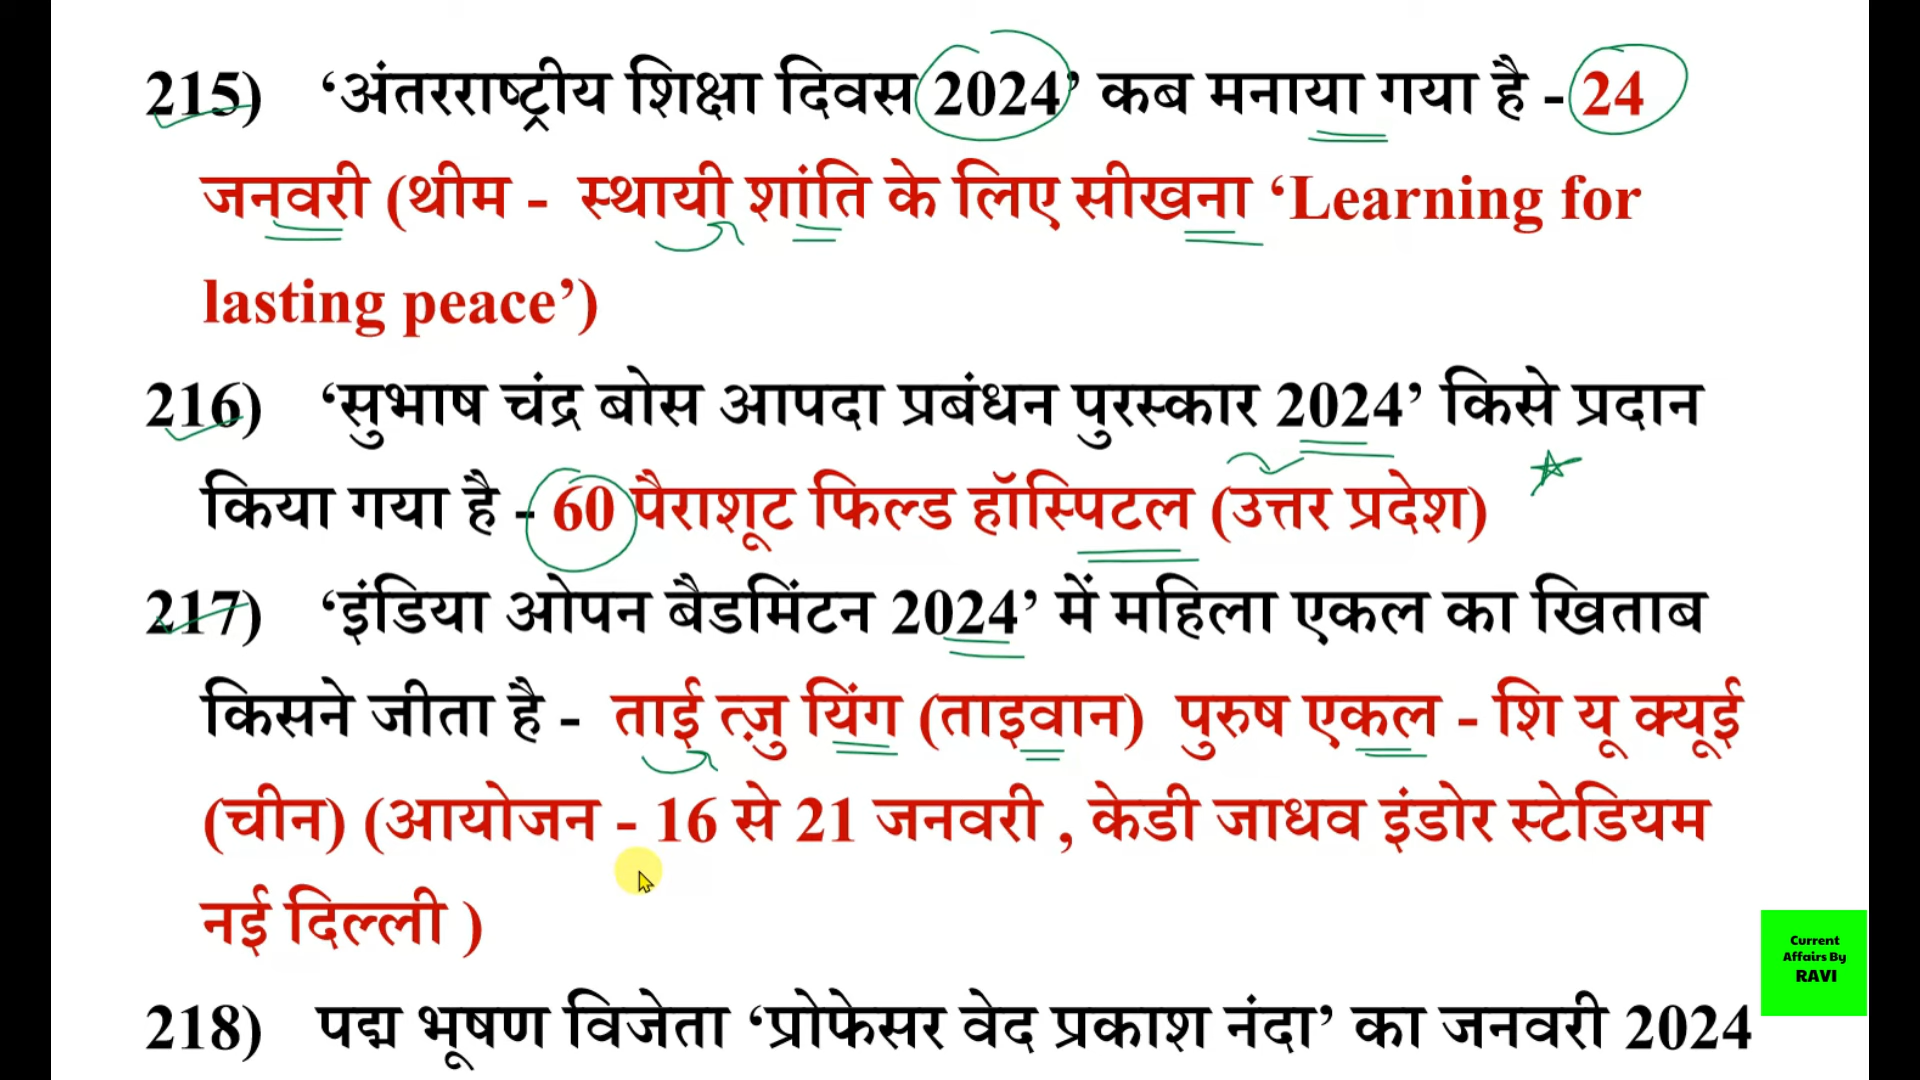 215) ‘अंतरराष्ट्रीय शिक्षा दिवस 2024’ कब मनाया गया है - 24
जनवरी (थीम - स्थायी शांति के लिए सीखना ‘Learning for
lasting peace’)
216) ‘सुभाष चंद्र बोस आपदा प्रबंधन पुरस्कार 2024’ किसे प्रदान
किया गया है - 60 पैराशूट फिल्ड हॉस्पिटल (उत्तर प्रदेश)
217) ‘इंडिया ओपन बैडमिंटन 2024’ में महिला एकल का खिताब
किसने जीता है - ताई त्ज़ु यिंग (ताइवान) पुरुष एकल - शि यू क्यूई
(चीन) (आयोजन - 16 से 21 जनवरी , केडी जाधव इंडोर स्टेडियम
नई दिल्ली )
218) पद्म भूषण विजेता ‘प्रोफेसर वेद प्रकाश नंदा’ का जनवरी 2024
Current
Affairs By
RAVI